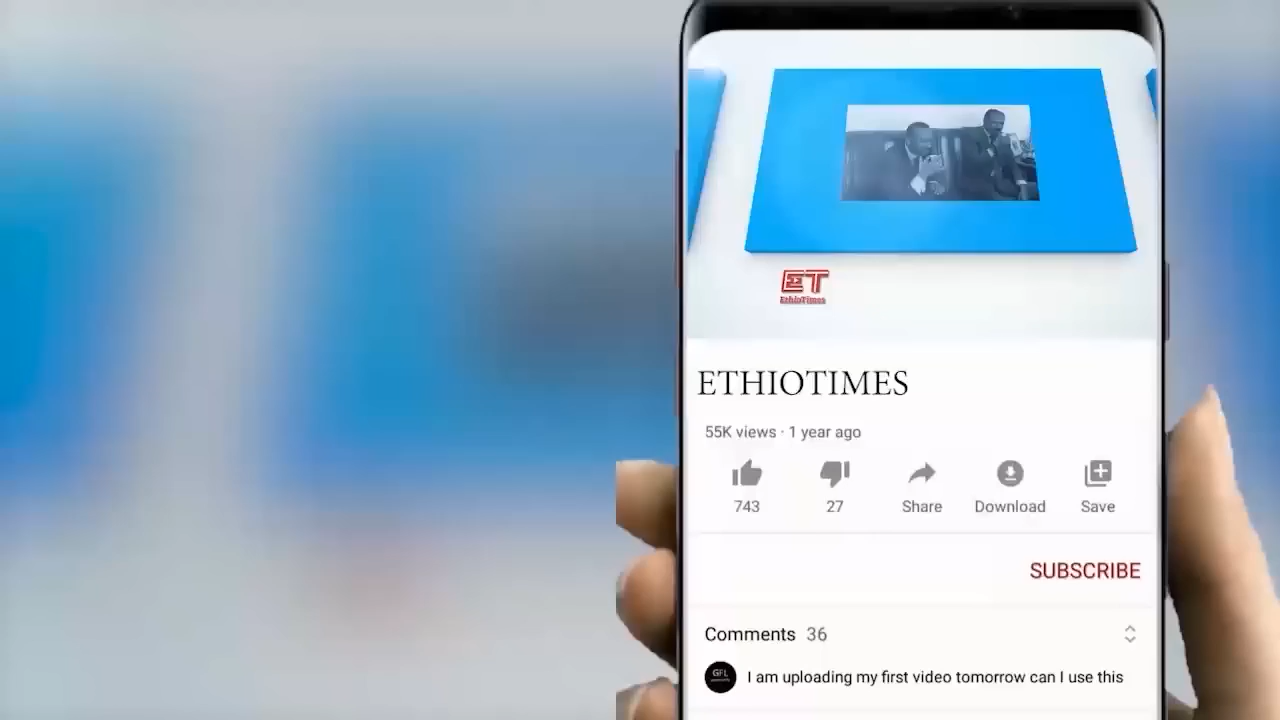 ET
EthioTimes
ETHIOTIMES
55K views · 1 year ago
743
27
Share
Download
Save
SUBSCRIBE
Comments 36
GFL
I am uploading my first video tomorrow can I use this